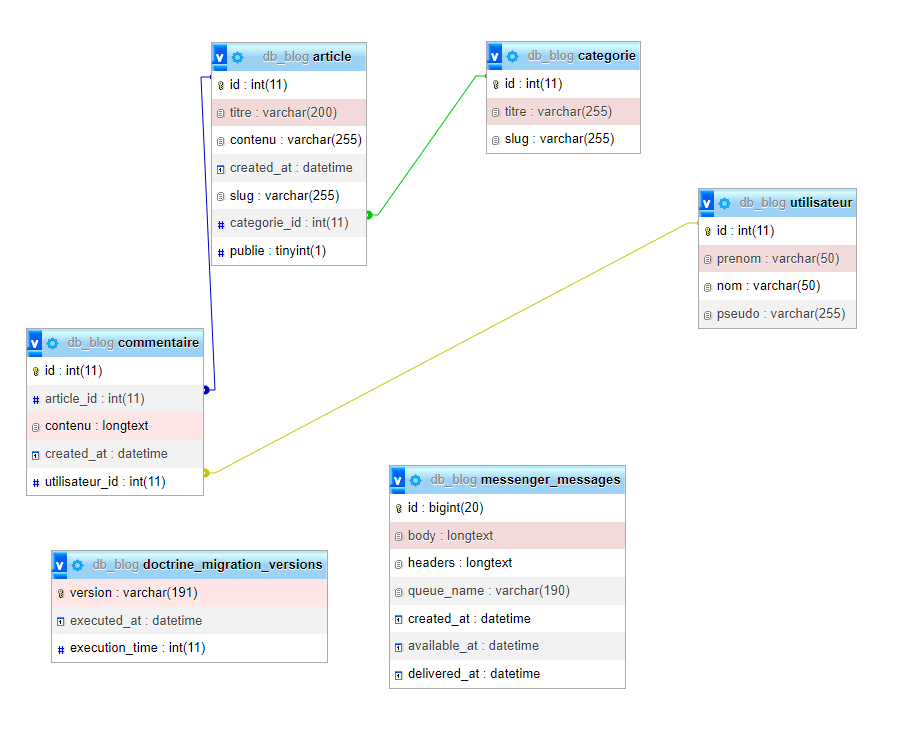 v db_blog article
id : int(11)
titre : varchar(200)
contenu : varchar(255)
created_at : datetime
slug : varchar(255)
# categorie_id : int(11)
# publie : tinyint(1)
v db_blog categorie
id : int(11)
titre : varchar(255)
slug : varchar(255)
v db_blog utilisateur
id : int(11)
prenom : varchar(50)
nom : varchar(50)
pseudo : varchar(255)
v db_blog commentaire
id : int(11)
# article_id : int(11)
contenu : longtext
created_at : datetime
# utilisateur_id : int(11)
v db_blog messenger_messages
id : bigint(20)
body : longtext
headers : longtext
queue_name : varchar(190)
created_at : datetime
available_at : datetime
delivered_at : datetime
v db_blog doctrine_migration_versions
version : varchar(191)
executed_at : datetime
# execution_time : int(11)